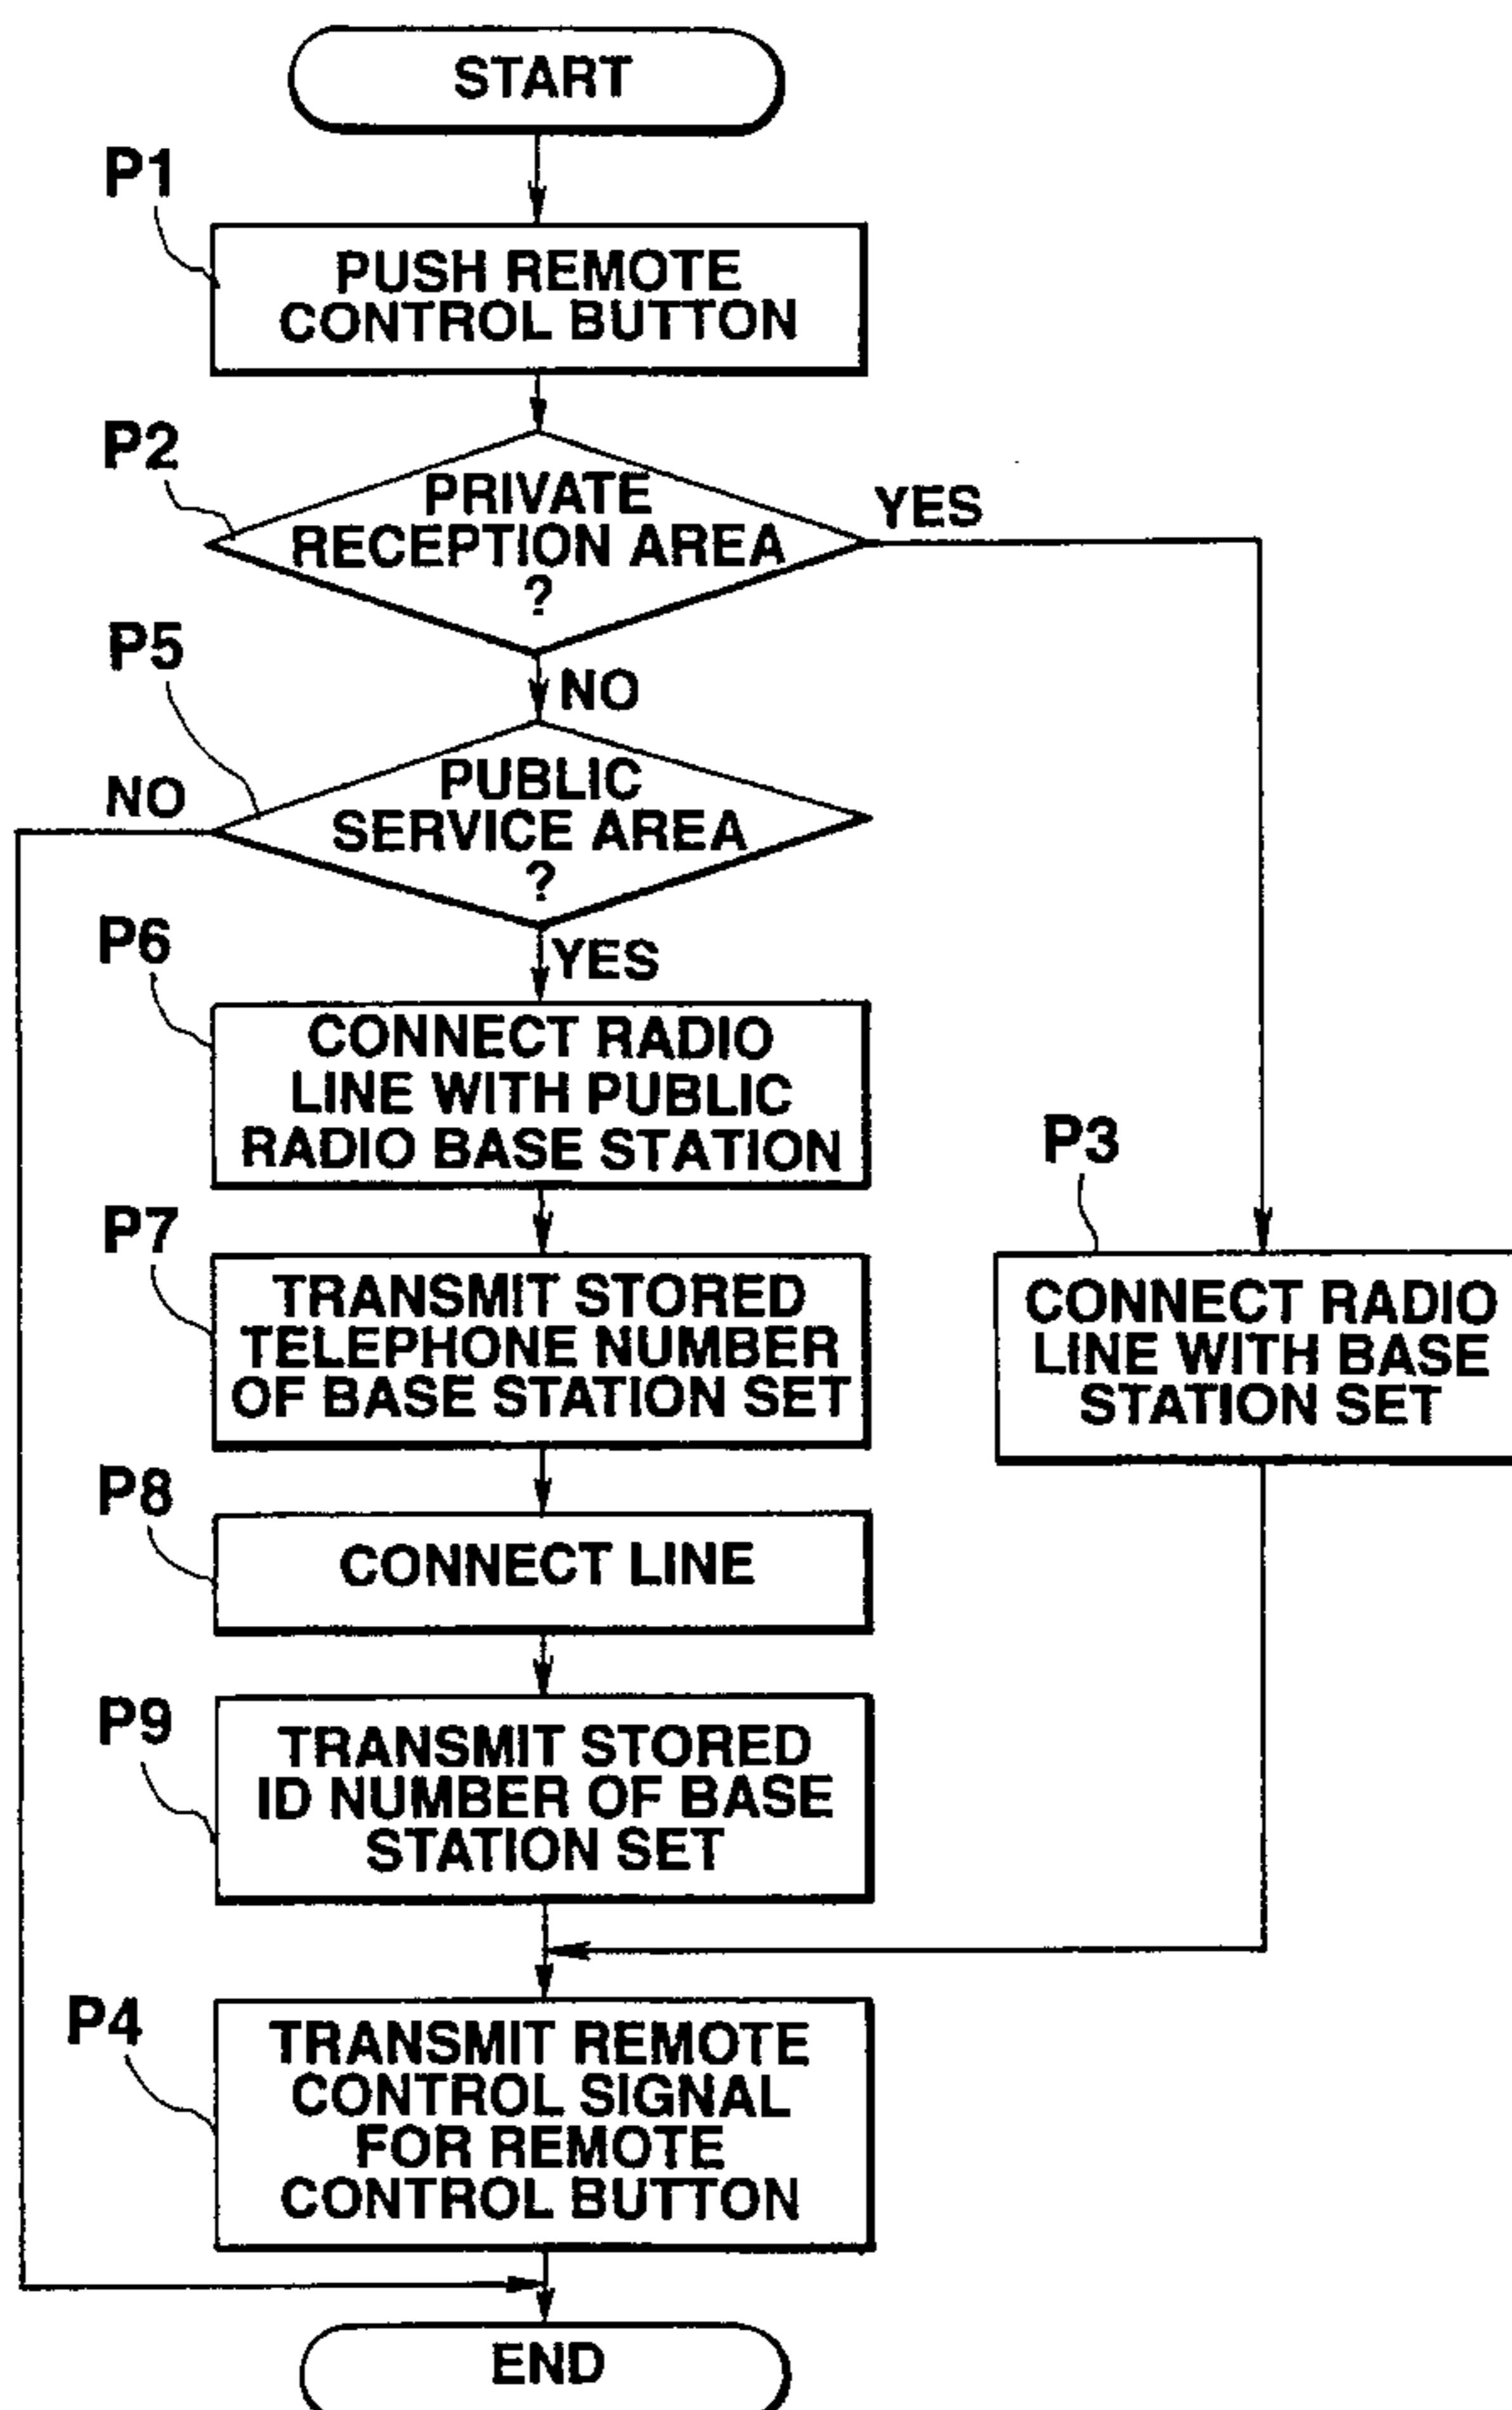 START
P1
PUSH REMOTE
CONTROL BUTTON
P2
PRIVATE
RECEPTION AREA
?
YES
NO
P5
PUBLIC
SERVICE AREA
?
NO
YES
P6
CONNECT RADIO
LINE WITH PUBLIC
RADIO BASE STATION
P7
TRANSMIT STORED
TELEPHONE NUMBER
OF BASE STATION SET
P3
CONNECT RADIO
LINE WITH BASE
STATION SET
P8
CONNECT LINE
P9
TRANSMIT STORED
ID NUMBER OF BASE
STATION SET
P4
TRANSMIT REMOTE
CONTROL SIGNAL
FOR REMOTE
CONTROL BUTTON
END